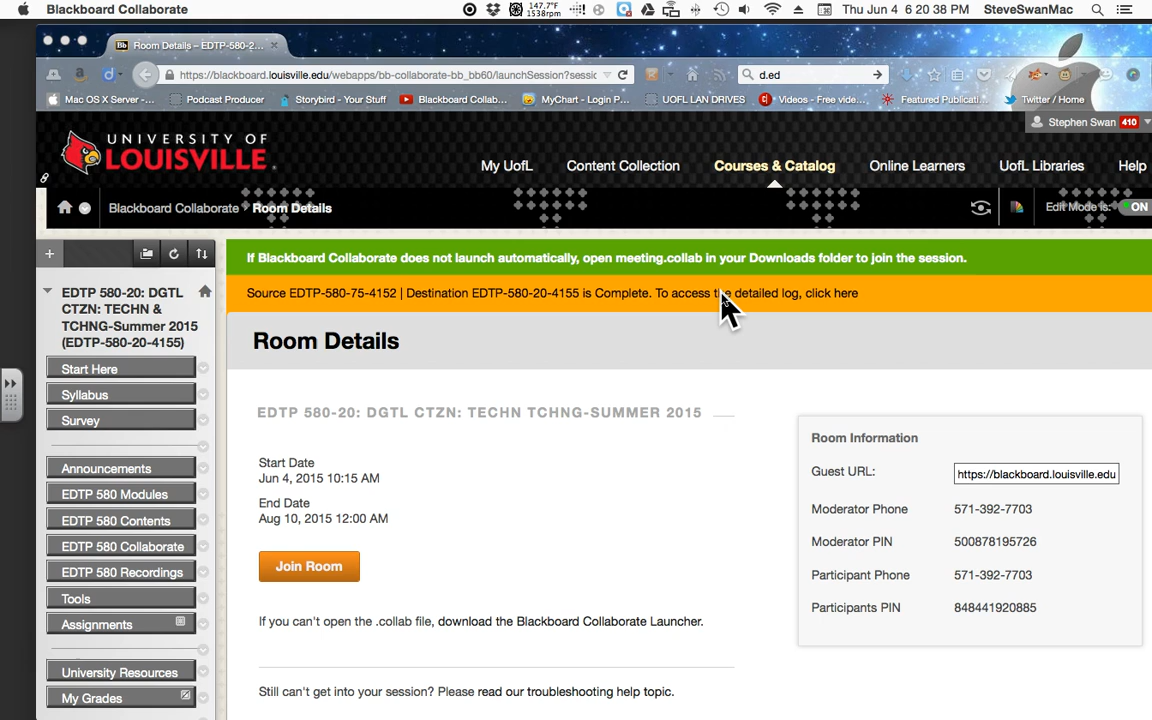 Blackboard Collaborate
147.7°F
1538rpm
Thu Jun 4 6:20:38 PM
SteveSwanMac
Bb Room Details – EDTP-580-2...
https://blackboard.louisville.edu/webapps/bb-collaborate-bb_bb60/launchSession?sessic
d.ed
Mac OS X Server -...
Podcast Producer
Storybird - Your Stuff
Blackboard Collab...
MyChart - Login P...
UOFL LAN DRIVES
Videos - Free vide...
Featured Publicati...
Twitter / Home
Stephen Swan 410
UNIVERSITY OF
LOUISVILLE.
My UofL
Content Collection
Courses & Catalog
Online Learners
UofL Libraries
Help
Blackboard Collaborate
Room Details
Edit Mode is:
ON
If Blackboard Collaborate does not launch automatically, open meeting.collab in your Downloads folder to join the session.
Source EDTP-580-75-4152 | Destination EDTP-580-20-4155 is Complete. To access the detailed log, click here
EDTP 580-20: DGTL
CTZN: TECHN &
TCHNG-Summer 2015
(EDTP-580-20-4155)
Start Here
Syllabus
Survey
Announcements
EDTP 580 Modules
EDTP 580 Contents
EDTP 580 Collaborate
EDTP 580 Recordings
Tools
Assignments
University Resources
My Grades
Room Details
EDTP 580-20: DGTL CTZN: TECHN TCHNG-SUMMER 2015
Start Date
Jun 4, 2015 10:15 AM
End Date
Aug 10, 2015 12:00 AM
Join Room
If you can't open the .collab file, download the Blackboard Collaborate Launcher.
Still can't get into your session? Please read our troubleshooting help topic.
Room Information
Guest URL: https://blackboard.louisville.edu
Moderator Phone 571-392-7703
Moderator PIN 500878195726
Participant Phone 571-392-7703
Participants PIN 848441920885